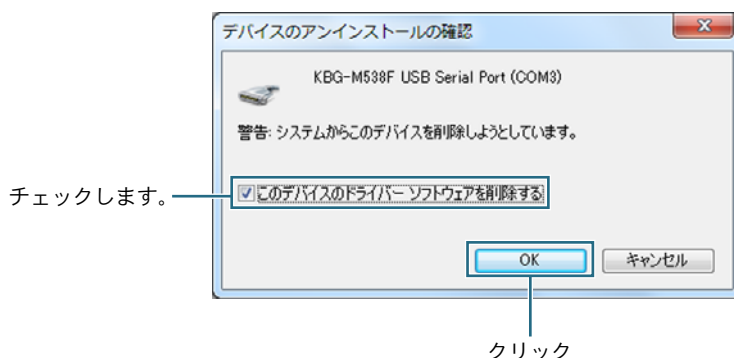 デバイスのアンインストールの確認
KBG-M538F USB Serial Port (COM3)
警告: システムからこのデバイスを削除しようとしています。
チェックします。
このデバイスのドライバー ソフトウェアを削除する
OK
キャンセル
クリック